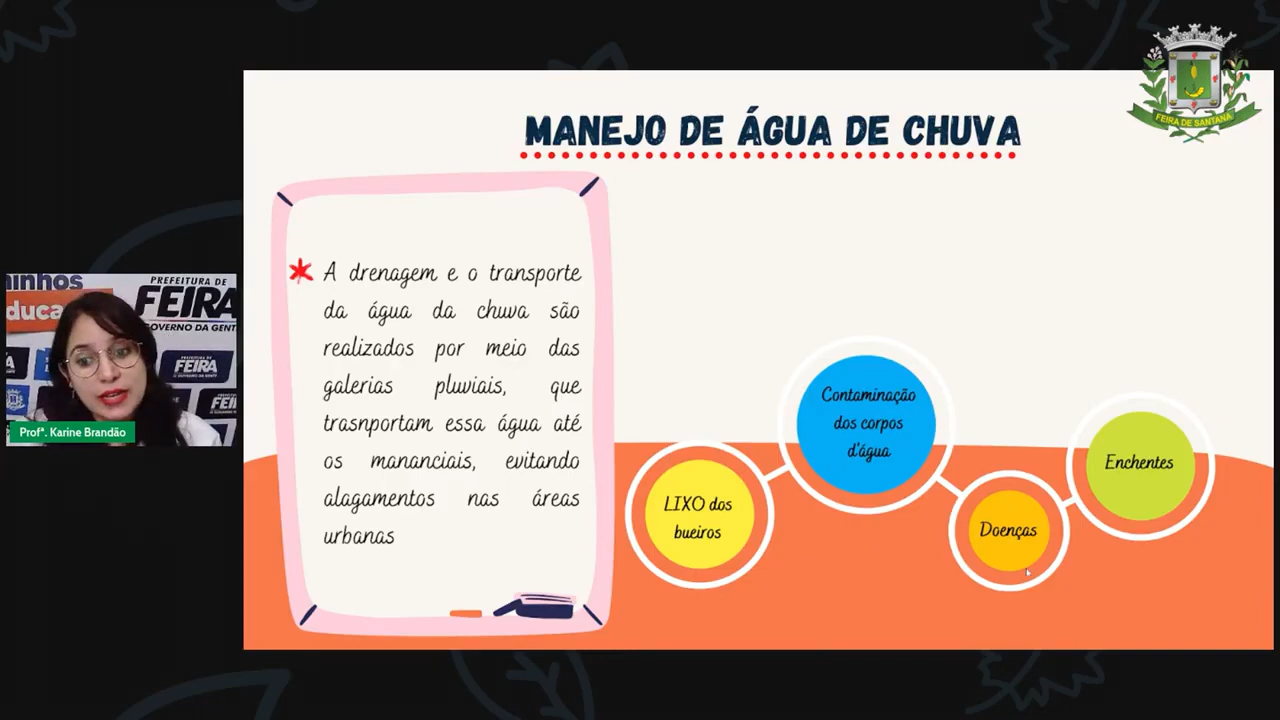 MANEJO DE ÁGUA DE CHUVA
FEIRA DE SANTANA
A drenagem e o transporte
da água da chuva são
realizados por meio das
galerias pluviais, que
trasnportam essa água até
os mananciais, evitando
alagamentos nas áreas
urbanas
LIXO dos
bueiros
Contaminação
dos corpos
d'água
Doenças
Enchentes
PREFEITURA DE
FEIRA
GOVERNO DA GENT
FEIRA
Profª. Karine Brandão